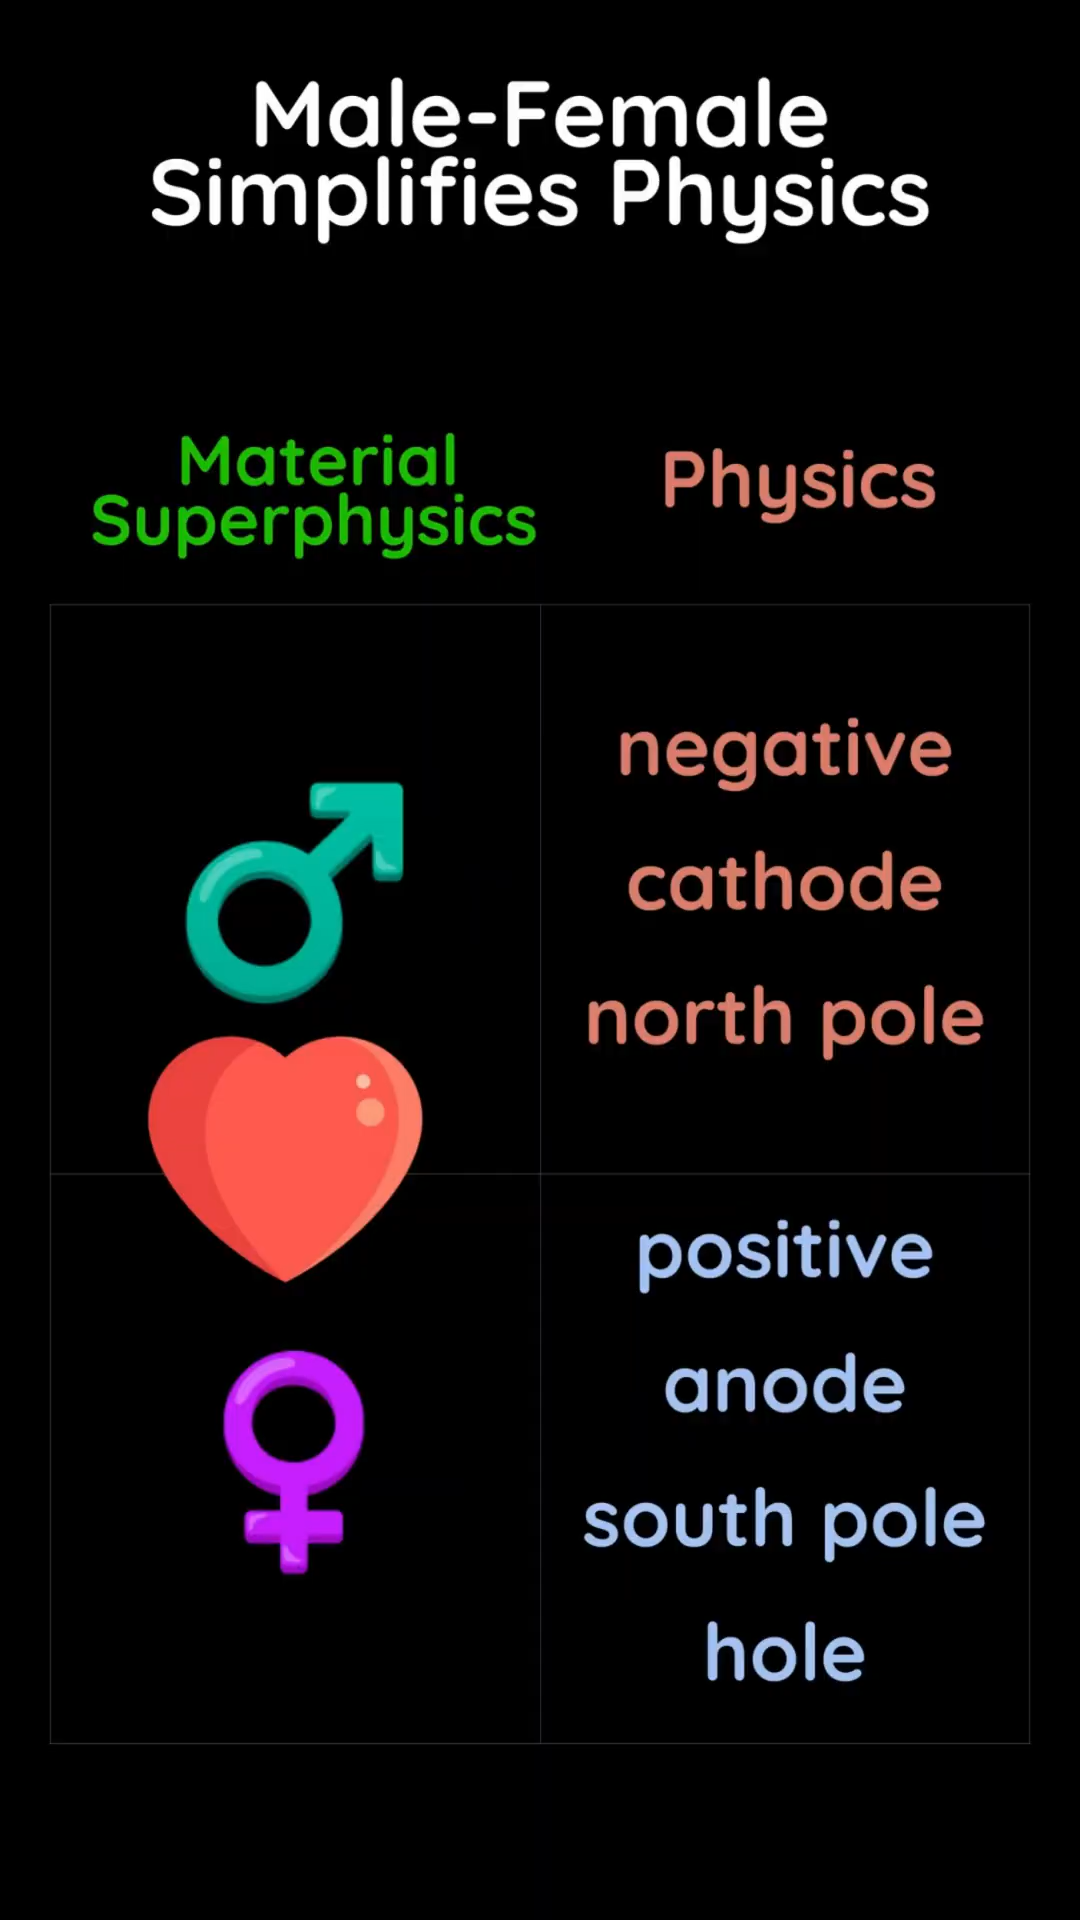 Male-Female
Simplifies Physics
Material
Superphysics
Physics
negative
cathode
north pole
positive
anode
south pole
hole